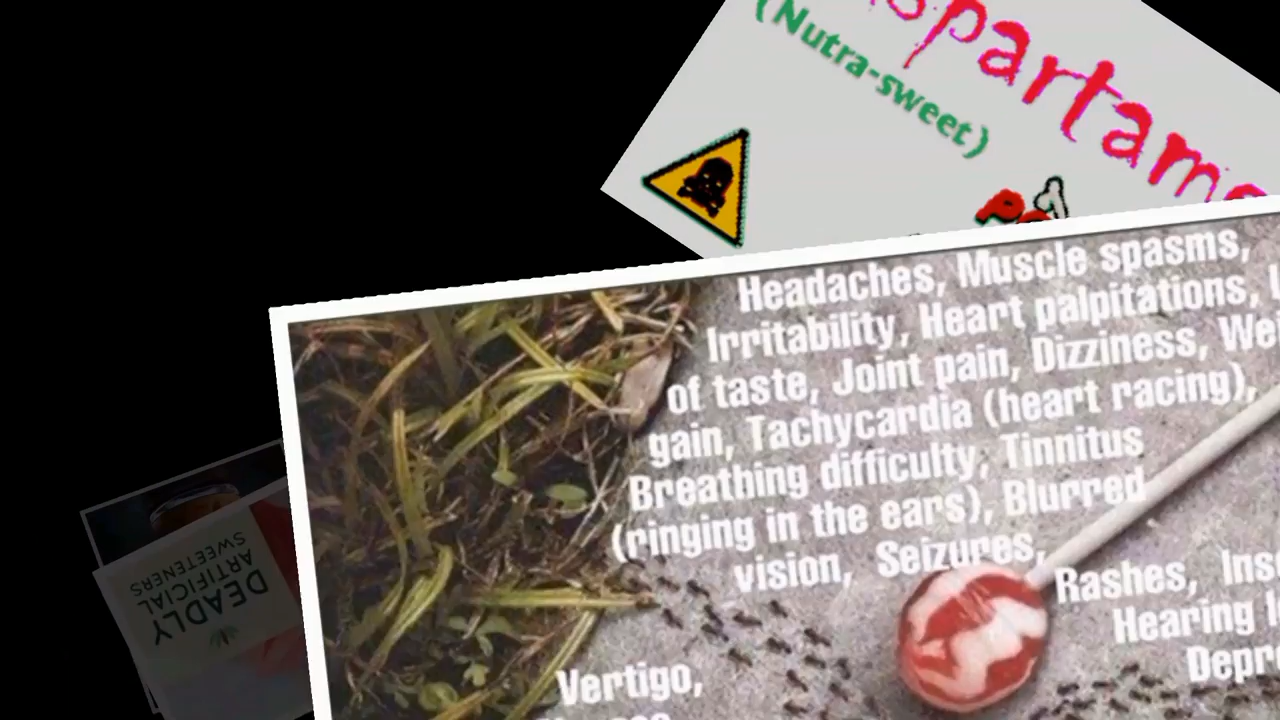 (Nutra-sweet)
Headaches, Muscle spasms,
Irritability, Heart palpitations,
of taste, Joint pain, Dizziness,
gain, Tachycardia (heart racing),
Breathing difficulty, Tinnitus
(ringing in the ears), Blurred
vision, Seizures,
Rashes,
Hearing
Vertigo,
DEADLY
ARTIFICIAL
SWEETENERS